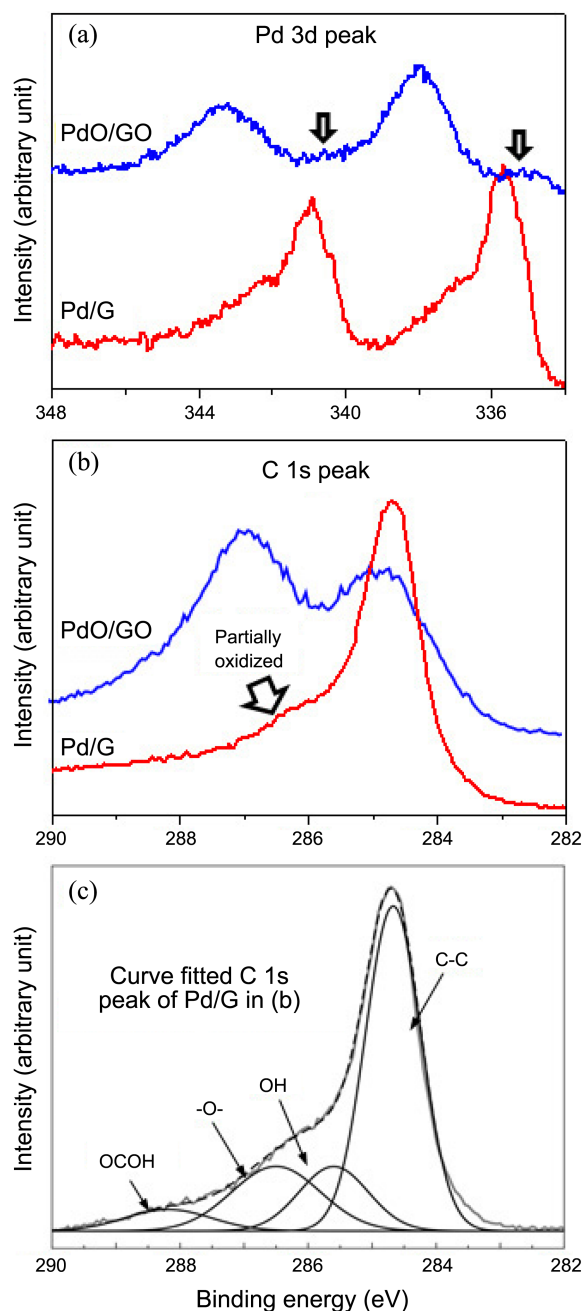 (a)
Pd 3d peak
PdO/GO
Pd/G
Intensity (arbitrary unit)
348 344 340 336
(b)
C 1s peak
PdO/GO
Partially
oxidized
Pd/G
Intensity (arbitrary unit)
290 288 286 284 282
(c)
Curve fitted C 1s
peak of Pd/G in (b)
C-C
OH
-O-
OCOH
Intensity (arbitrary unit)
290 288 286 284 282
Binding energy (eV)